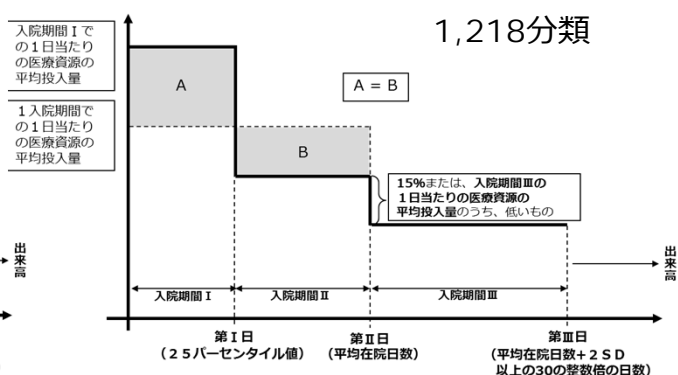 1,218分類
入院期間Ⅰで
の1日当たり
の医療資源の
平均投入量
A
A = B
１入院期間で
の１日当たり
の医療資源の
平均投入量
B
15%または、入院期間Ⅲの
１日当たりの医療資源の
平均投入量のうち、低いもの
出来高
出来高
入院期間Ⅰ
入院期間Ⅱ
入院期間Ⅲ
第Ⅰ日
（２５パーセンタイル値）
第Ⅱ日
（平均在院日数）
第Ⅲ日
（平均在院日数＋２ＳＤ
以上の30の整数倍の日数）